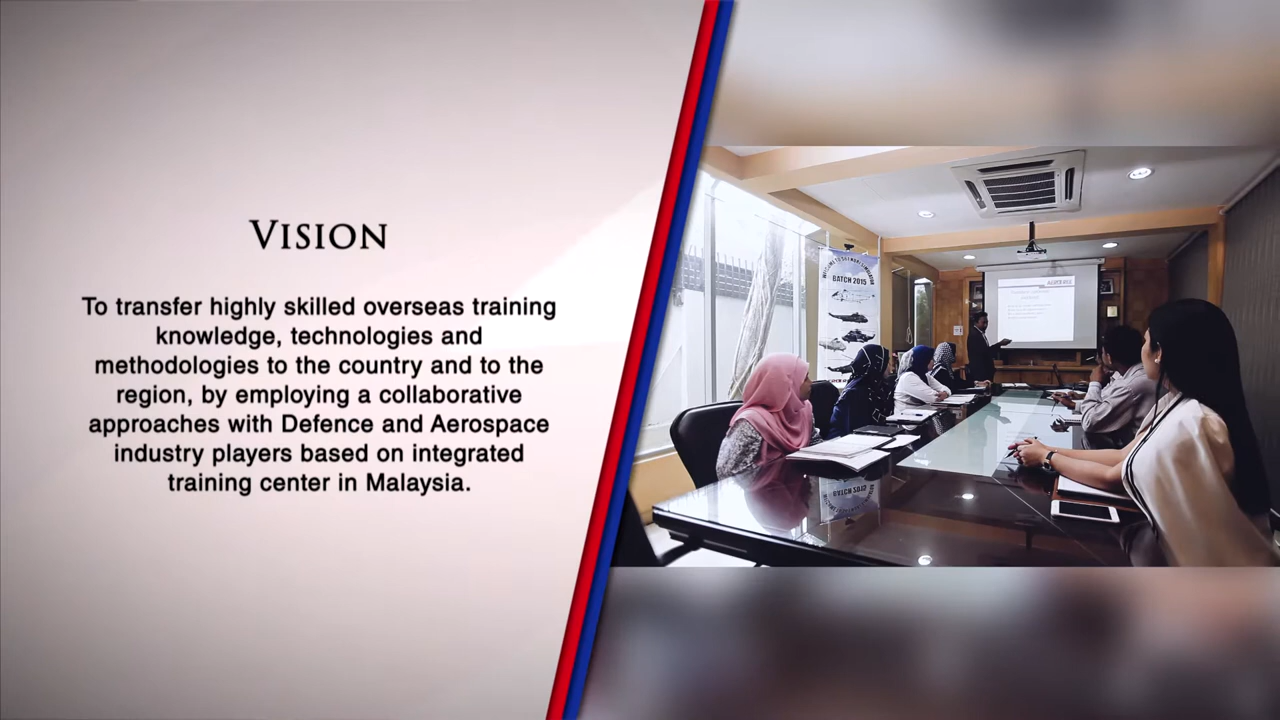 VISION
To transfer highly skilled overseas training
knowledge, technologies and
methodologies to the country and to the
region, by employing a collaborative
approaches with Defence and Aerospace
industry players based on integrated
training center in Malaysia.
BATCH 2015